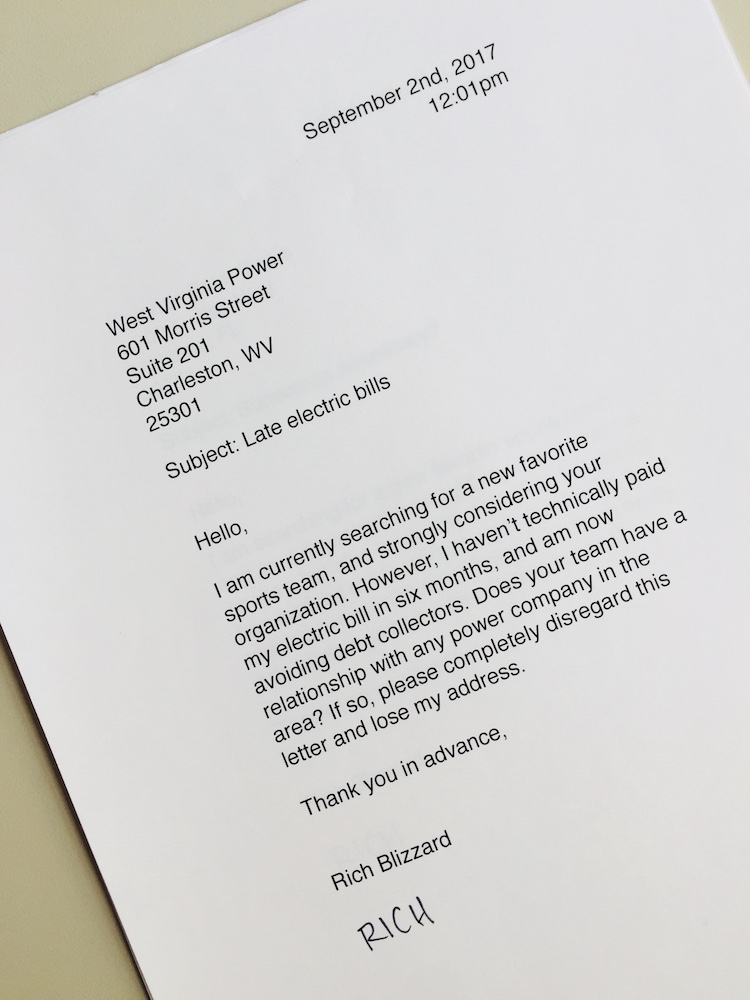 September 2nd, 2017
12:01pm
West Virginia Power
601 Morris Street
Suite 201
Charleston, WV
25301
Subject: Late electric bills
Hello,
I am currently searching for a new favorite
sports team, and strongly considering your
organization. However, I haven't technically paid
my electric bill in six months, and am now
avoiding debt collectors. Does your team have a
relationship with any power company in the
area? If so, please completely disregard this
letter and lose my address.
Thank you in advance,
Rich Blizzard
RICH